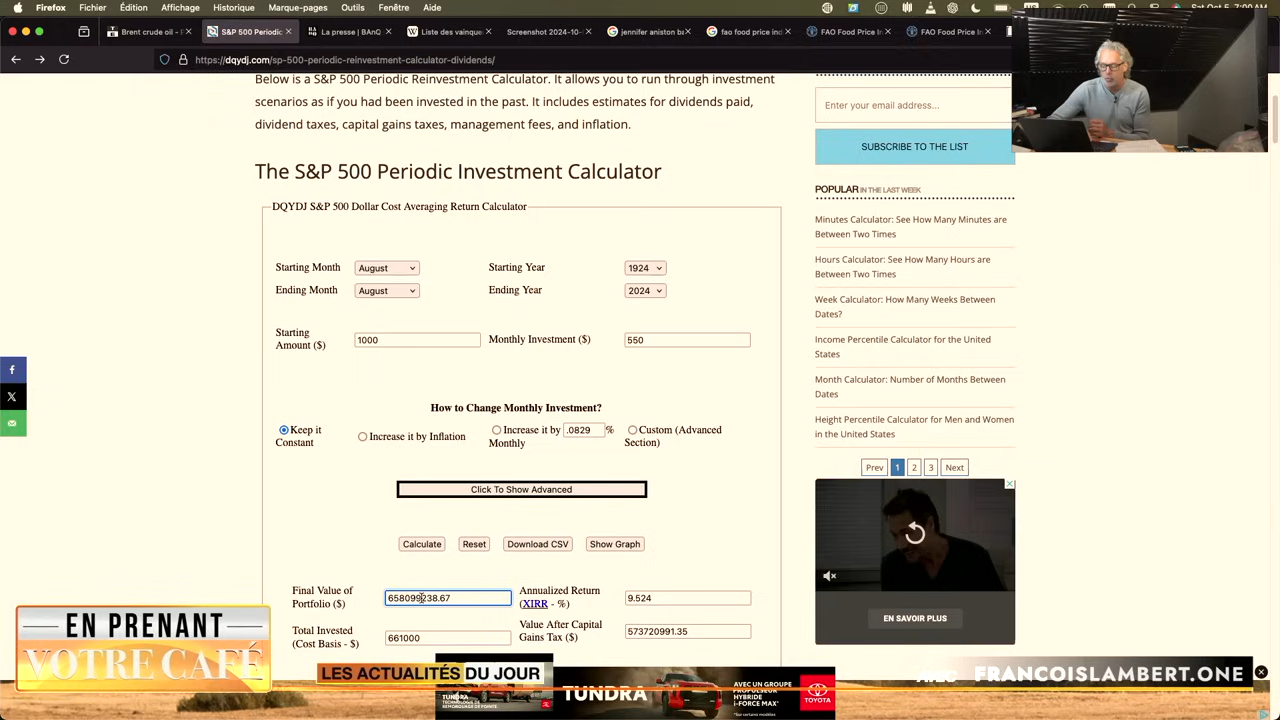 Brent crude oil - I
S&P 500 Periodic
La presse | BANC
Liste des vainque
Screenshot 2024-10-
jennifer aniston s
fav food price ind
FAO Food Price In
FAO Food Price In
https://dqydj.com/sp-500-periodic-reinvestment-calculator-dividends/
Below is a S&P 500 Periodic Reinvestment Calculator. It allows you to run through investment
scenarios as if you had been invested in the past. It includes estimates for dividends paid,
dividend taxes, capital gains taxes, management fees, and inflation.
The S&P 500 Periodic Investment Calculator
DQYDJ S&P 500 Dollar Cost Averaging Return Calculator
Starting Month August Starting Year 1924
Ending Month August Ending Year 2024
Starting
Amount ($) 1000 Monthly Investment ($) 550
How to Change Monthly Investment?
Keep it
Constant
Increase it by Inflation
Increase it by .0829 %
Monthly
Custom (Advanced
Section)
Click To Show Advanced
Calculate Reset Download CSV Show Graph
Final Value of
Portfolio ($) 658099238.67
Annualized Return
(XIRR - %) 9.524
Total Invested
(Cost Basis - $) 661000
Value After Capital
Gains Tax ($) 573720991.35
Enter your email address...
SUBSCRIBE TO THE LIST
POPULAR IN THE LAST WEEK
Minutes Calculator: See How Many Minutes are
Between Two Times
Hours Calculator: See How Many Hours are
Between Two Times
Week Calculator: How Many Weeks Between
Dates?
Income Percentile Calculator for the United
States
Month Calculator: Number of Months Between
Dates
Height Percentile Calculator for Men and Women
in the United States
Prev 1 2 3 Next
EN SAVOIR PLUS
EN PRENANT
VOTRE CAFÉ
LES ACTUALITÉS DU JOUR
FRANCOISLAMBERT.ONE
TUNDRA
AVEC UN GROUPE
PROPULSEUR
HYBRIDE
I-FORCE MAX*
TOYOTA